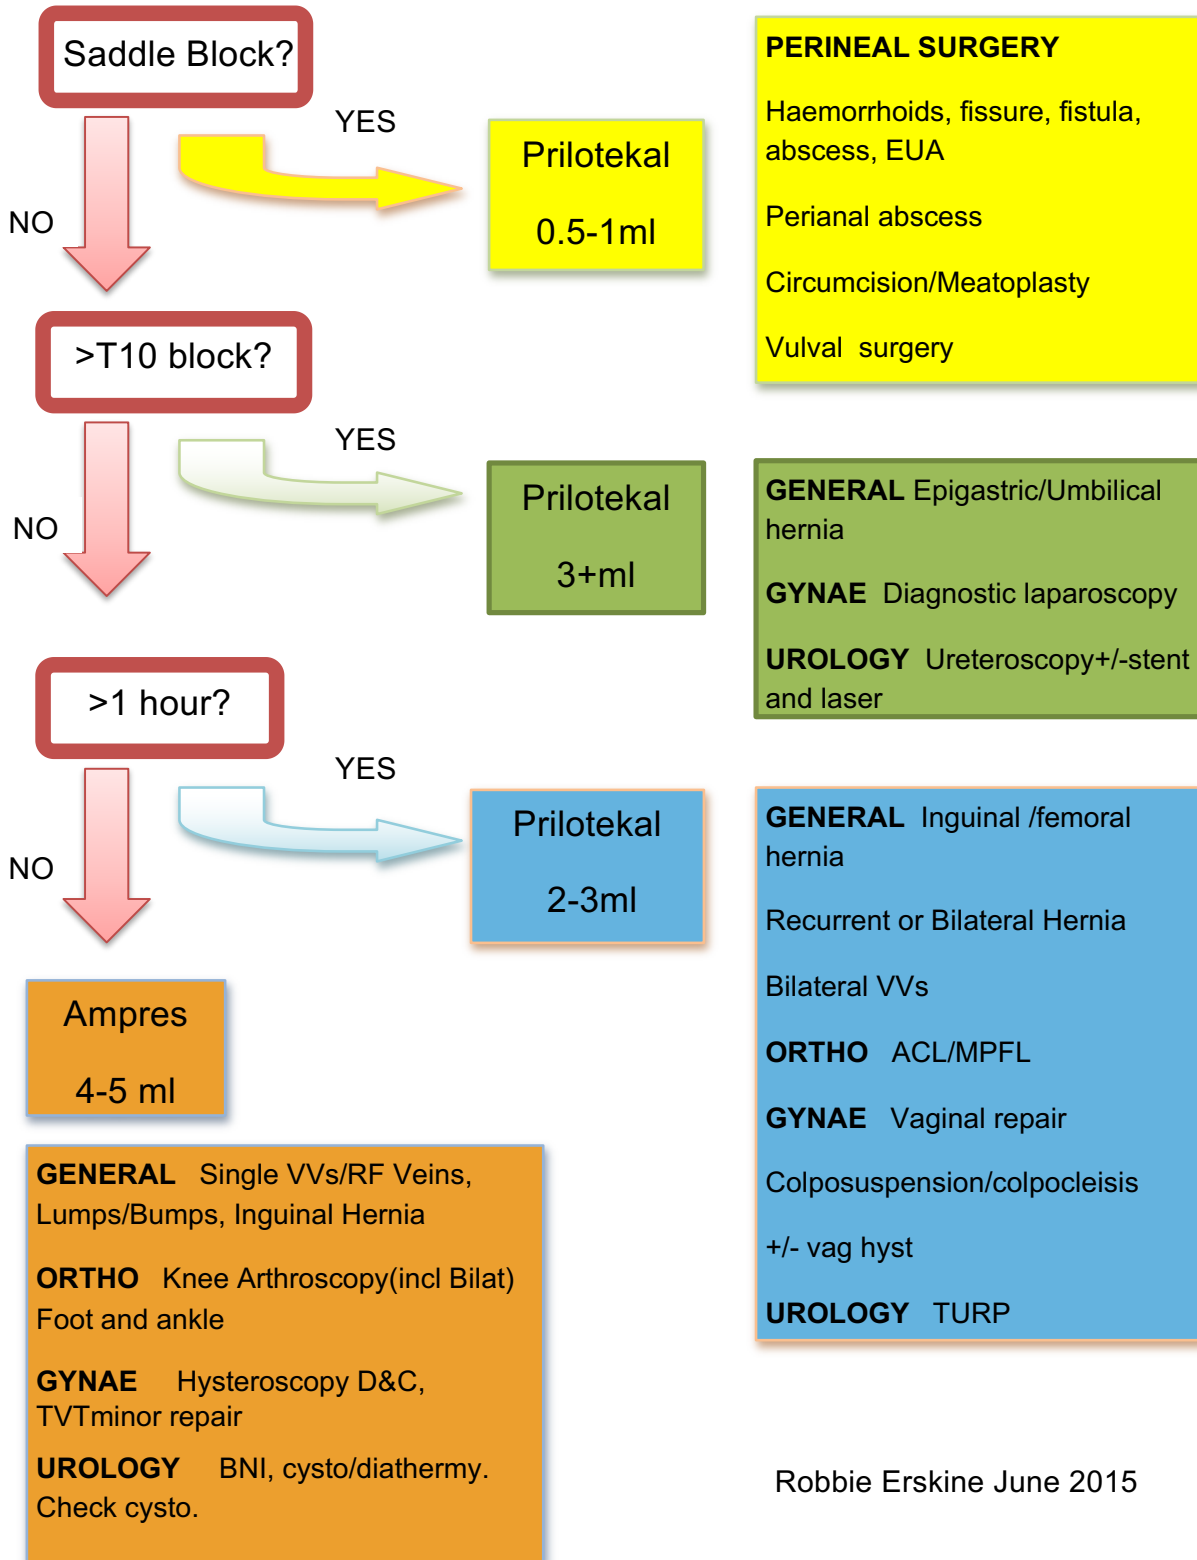 Saddle Block?
YES
NO
Prilotekal
0.5-1ml
PERINEAL SURGERY
Haemorrhoids, fissure, fistula,
abscess, EUA
Perianal abscess
Circumcision/Meatoplasty
Vulval surgery
>T10 block?
YES
NO
Prilotekal
3+ml
GENERAL Epigastric/Umbilical
hernia
GYNAE Diagnostic laparoscopy
UROLOGY Ureteroscopy+/-stent
and laser
>1 hour?
YES
NO
Prilotekal
2-3ml
GENERAL Inguinal /femoral
hernia
Recurrent or Bilateral Hernia
Bilateral VVs
ORTHO ACL/MPFL
GYNAE Vaginal repair
Colposuspension/colpocleisis
+/- vag hyst
UROLOGY TURP
Ampres
4-5 ml
GENERAL Single VVs/RF Veins,
Lumps/Bumps, Inguinal Hernia
ORTHO Knee Arthroscopy(incl Bilat)
Foot and ankle
GYNAE Hysteroscopy D&C,
TVTminor repair
UROLOGY BNI, cysto/diathermy.
Check cysto.
Robbie Erskine June 2015